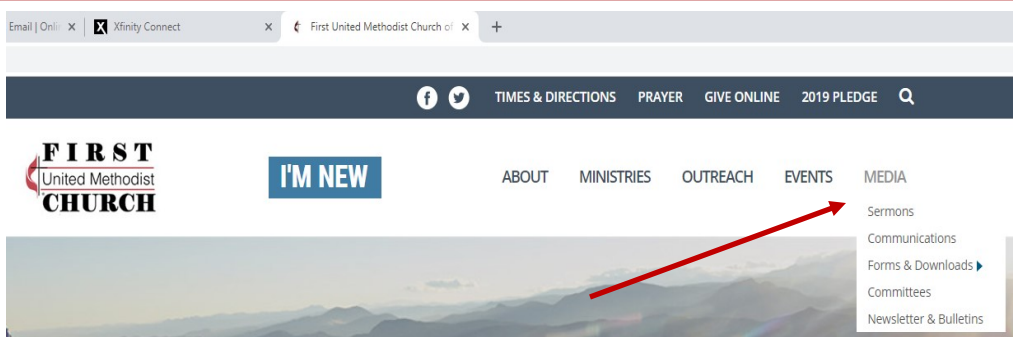 Email | Onli
Xfinity Connect
First United Methodist Church of
TIMES & DIRECTIONS PRAYER GIVE ONLINE 2019 PLEDGE
FIRST
United Methodist
CHURCH
I'M NEW
ABOUT MINISTRIES OUTREACH EVENTS MEDIA
Sermons
Communications
Forms & Downloads
Committees
Newsletter & Bulletins